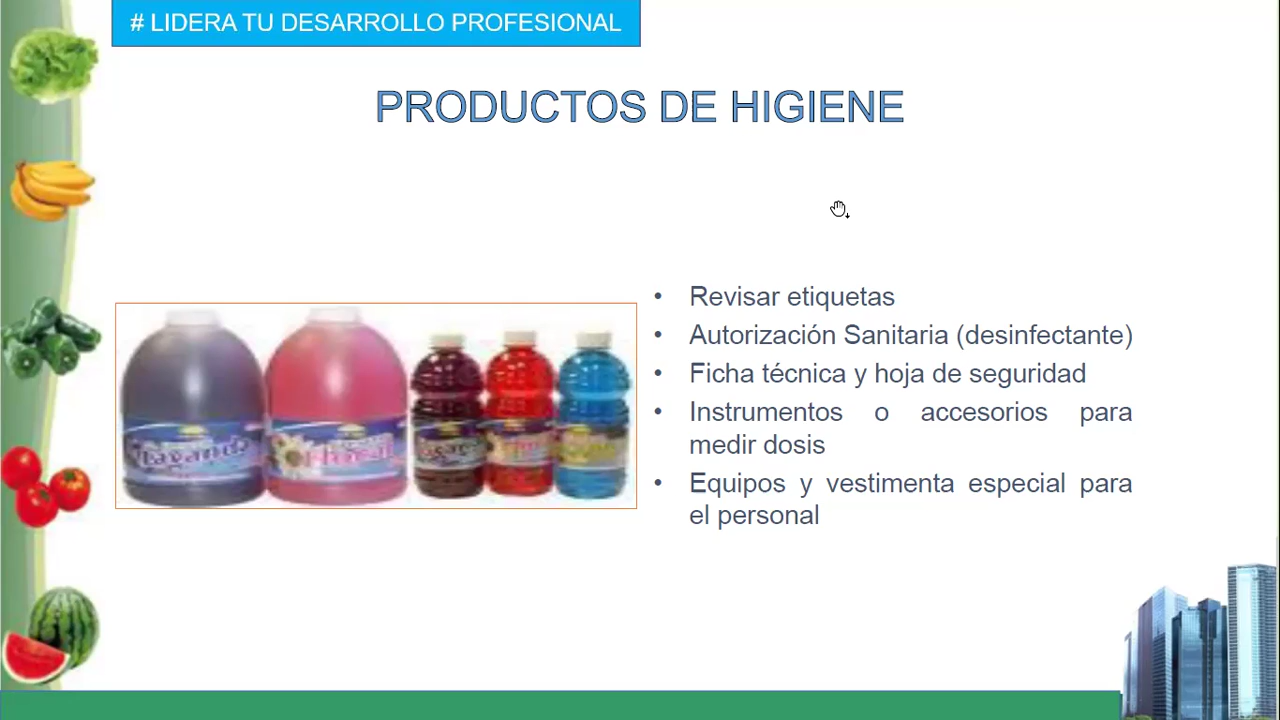 # LIDERA TU DESARROLLO PROFESIONAL
PRODUCTOS DE HIGIENE
• Revisar etiquetas
• Autorización Sanitaria (desinfectante)
• Ficha técnica y hoja de seguridad
• Instrumentos o accesorios para
medir dosis
• Equipos y vestimenta especial para
el personal